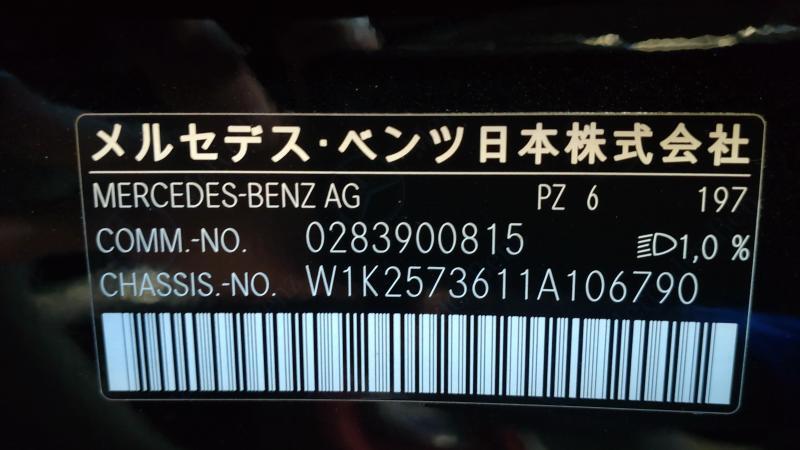 メルセデス・ベンツ日本株式会社
MERCEDES-BENZ AG PZ 6 197
COMM.-NO. 0283900815 1,0 %
CHASSIS.-NO. W1K2573611A106790